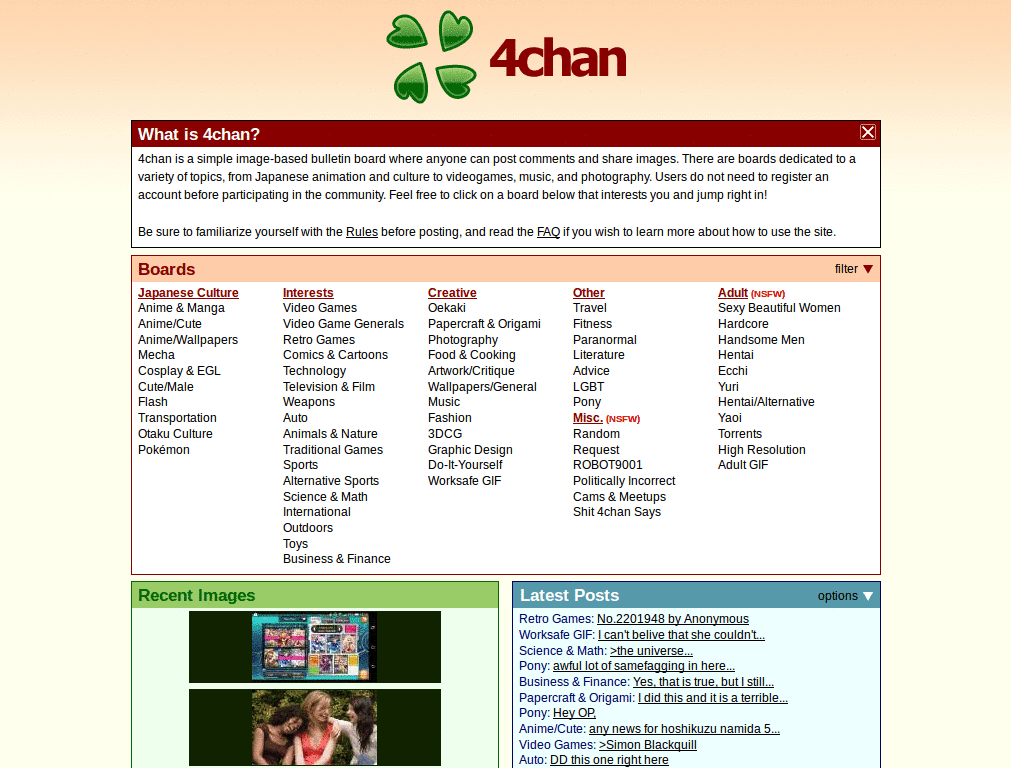 4chan
What is 4chan?
4chan is a simple image-based bulletin board where anyone can post comments and share images. There are boards dedicated to a
variety of topics, from Japanese animation and culture to videogames, music, and photography. Users do not need to register an
account before participating in the community. Feel free to click on a board below that interests you and jump right in!
Be sure to familiarize yourself with the Rules before posting, and read the FAQ if you wish to learn more about how to use the site.
Boards
filter ▼
Japanese Culture
Anime & Manga
Anime/Cute
Anime/Wallpapers
Mecha
Cosplay & EGL
Cute/Male
Flash
Transportation
Otaku Culture
Pokémon
Interests
Video Games
Video Game Generals
Retro Games
Comics & Cartoons
Technology
Television & Film
Weapons
Auto
Animals & Nature
Traditional Games
Sports
Alternative Sports
Science & Math
International
Outdoors
Toys
Business & Finance
Creative
Oekaki
Papercraft & Origami
Photography
Food & Cooking
Artwork/Critique
Wallpapers/General
Music
Fashion
3DCG
Graphic Design
Do-It-Yourself
Worksafe GIF
Other
Travel
Fitness
Paranormal
Literature
Advice
LGBT
Pony
Misc. (NSFW)
Random
Request
ROBOT9001
Politically Incorrect
Cams & Meetups
Shit 4chan Says
Adult (NSFW)
Sexy Beautiful Women
Hardcore
Handsome Men
Hentai
Ecchi
Yuri
Hentai/Alternative
Yaoi
Torrents
High Resolution
Adult GIF
Recent Images
Latest Posts
options ▼
Retro Games: No.2201948 by Anonymous
Worksafe GIF: I can't belive that she couldn't...
Science & Math: >the universe...
Pony: awful lot of samefagging in here...
Business & Finance: Yes, that is true, but I still...
Papercraft & Origami: I did this and it is a terrible...
Pony: Hey OP,
Anime/Cute: any news for hoshikuzu namida 5...
Video Games: >Simon Blackquill
Auto: DD this one right here